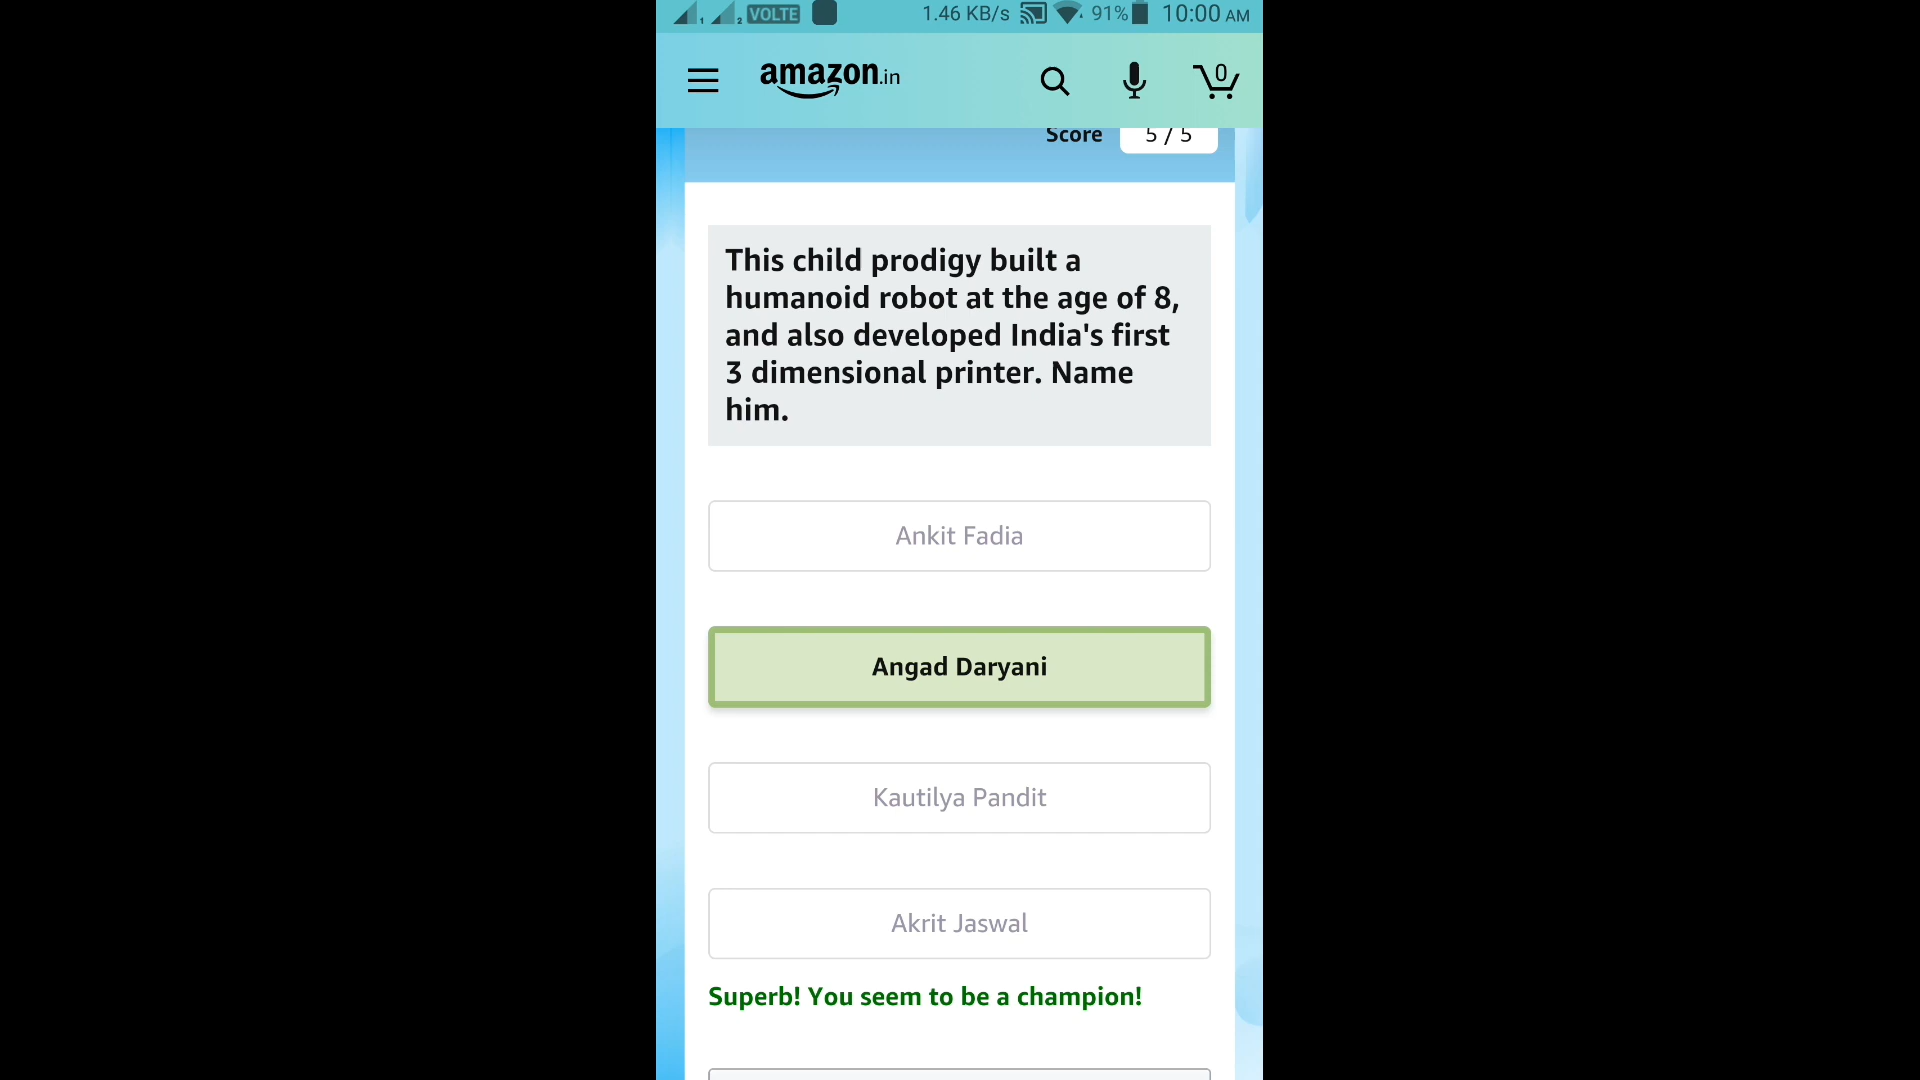 1 2 VOLTE 1.46 KB/s 91% 10:00 AM
amazon.in 0
Score 5 / 5
This child prodigy built a
humanoid robot at the age of 8,
and also developed India's first
3 dimensional printer. Name
him.
Ankit Fadia
Angad Daryani
Kautilya Pandit
Akrit Jaswal
Superb! You seem to be a champion!